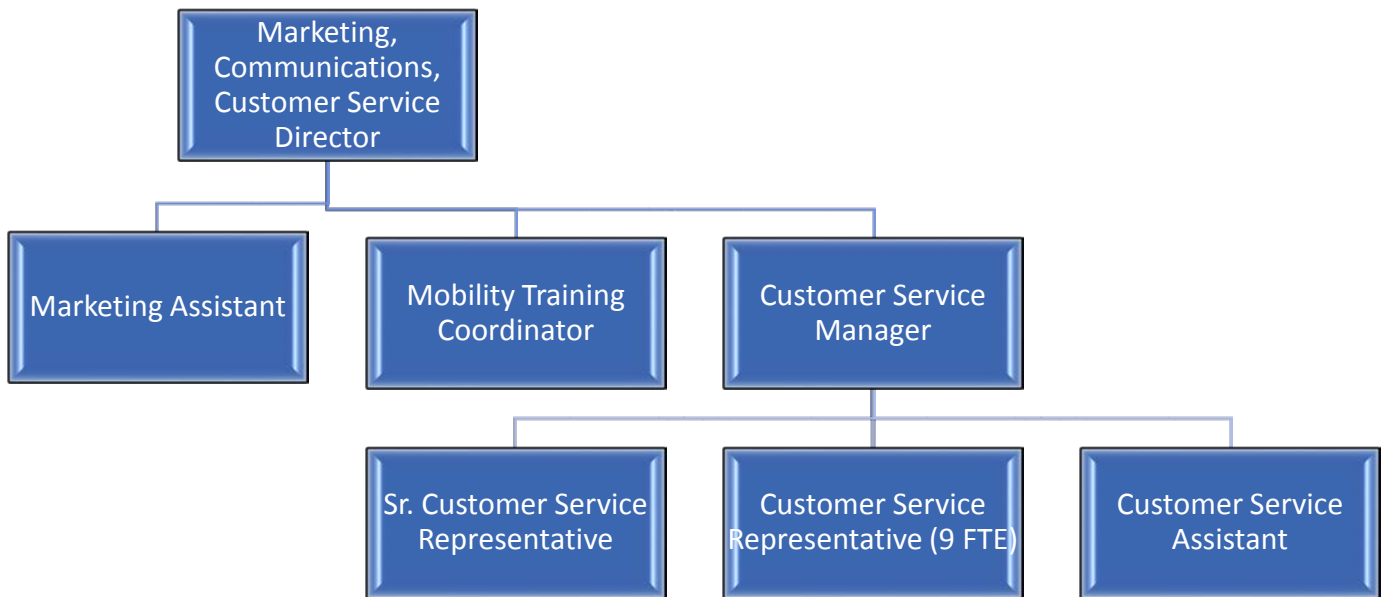 Marketing,
Communications,
Customer Service
Director
Marketing Assistant
Mobility Training
Coordinator
Customer Service
Manager
Sr. Customer Service
Representative
Customer Service
Representative (9 FTE)
Customer Service
Assistant